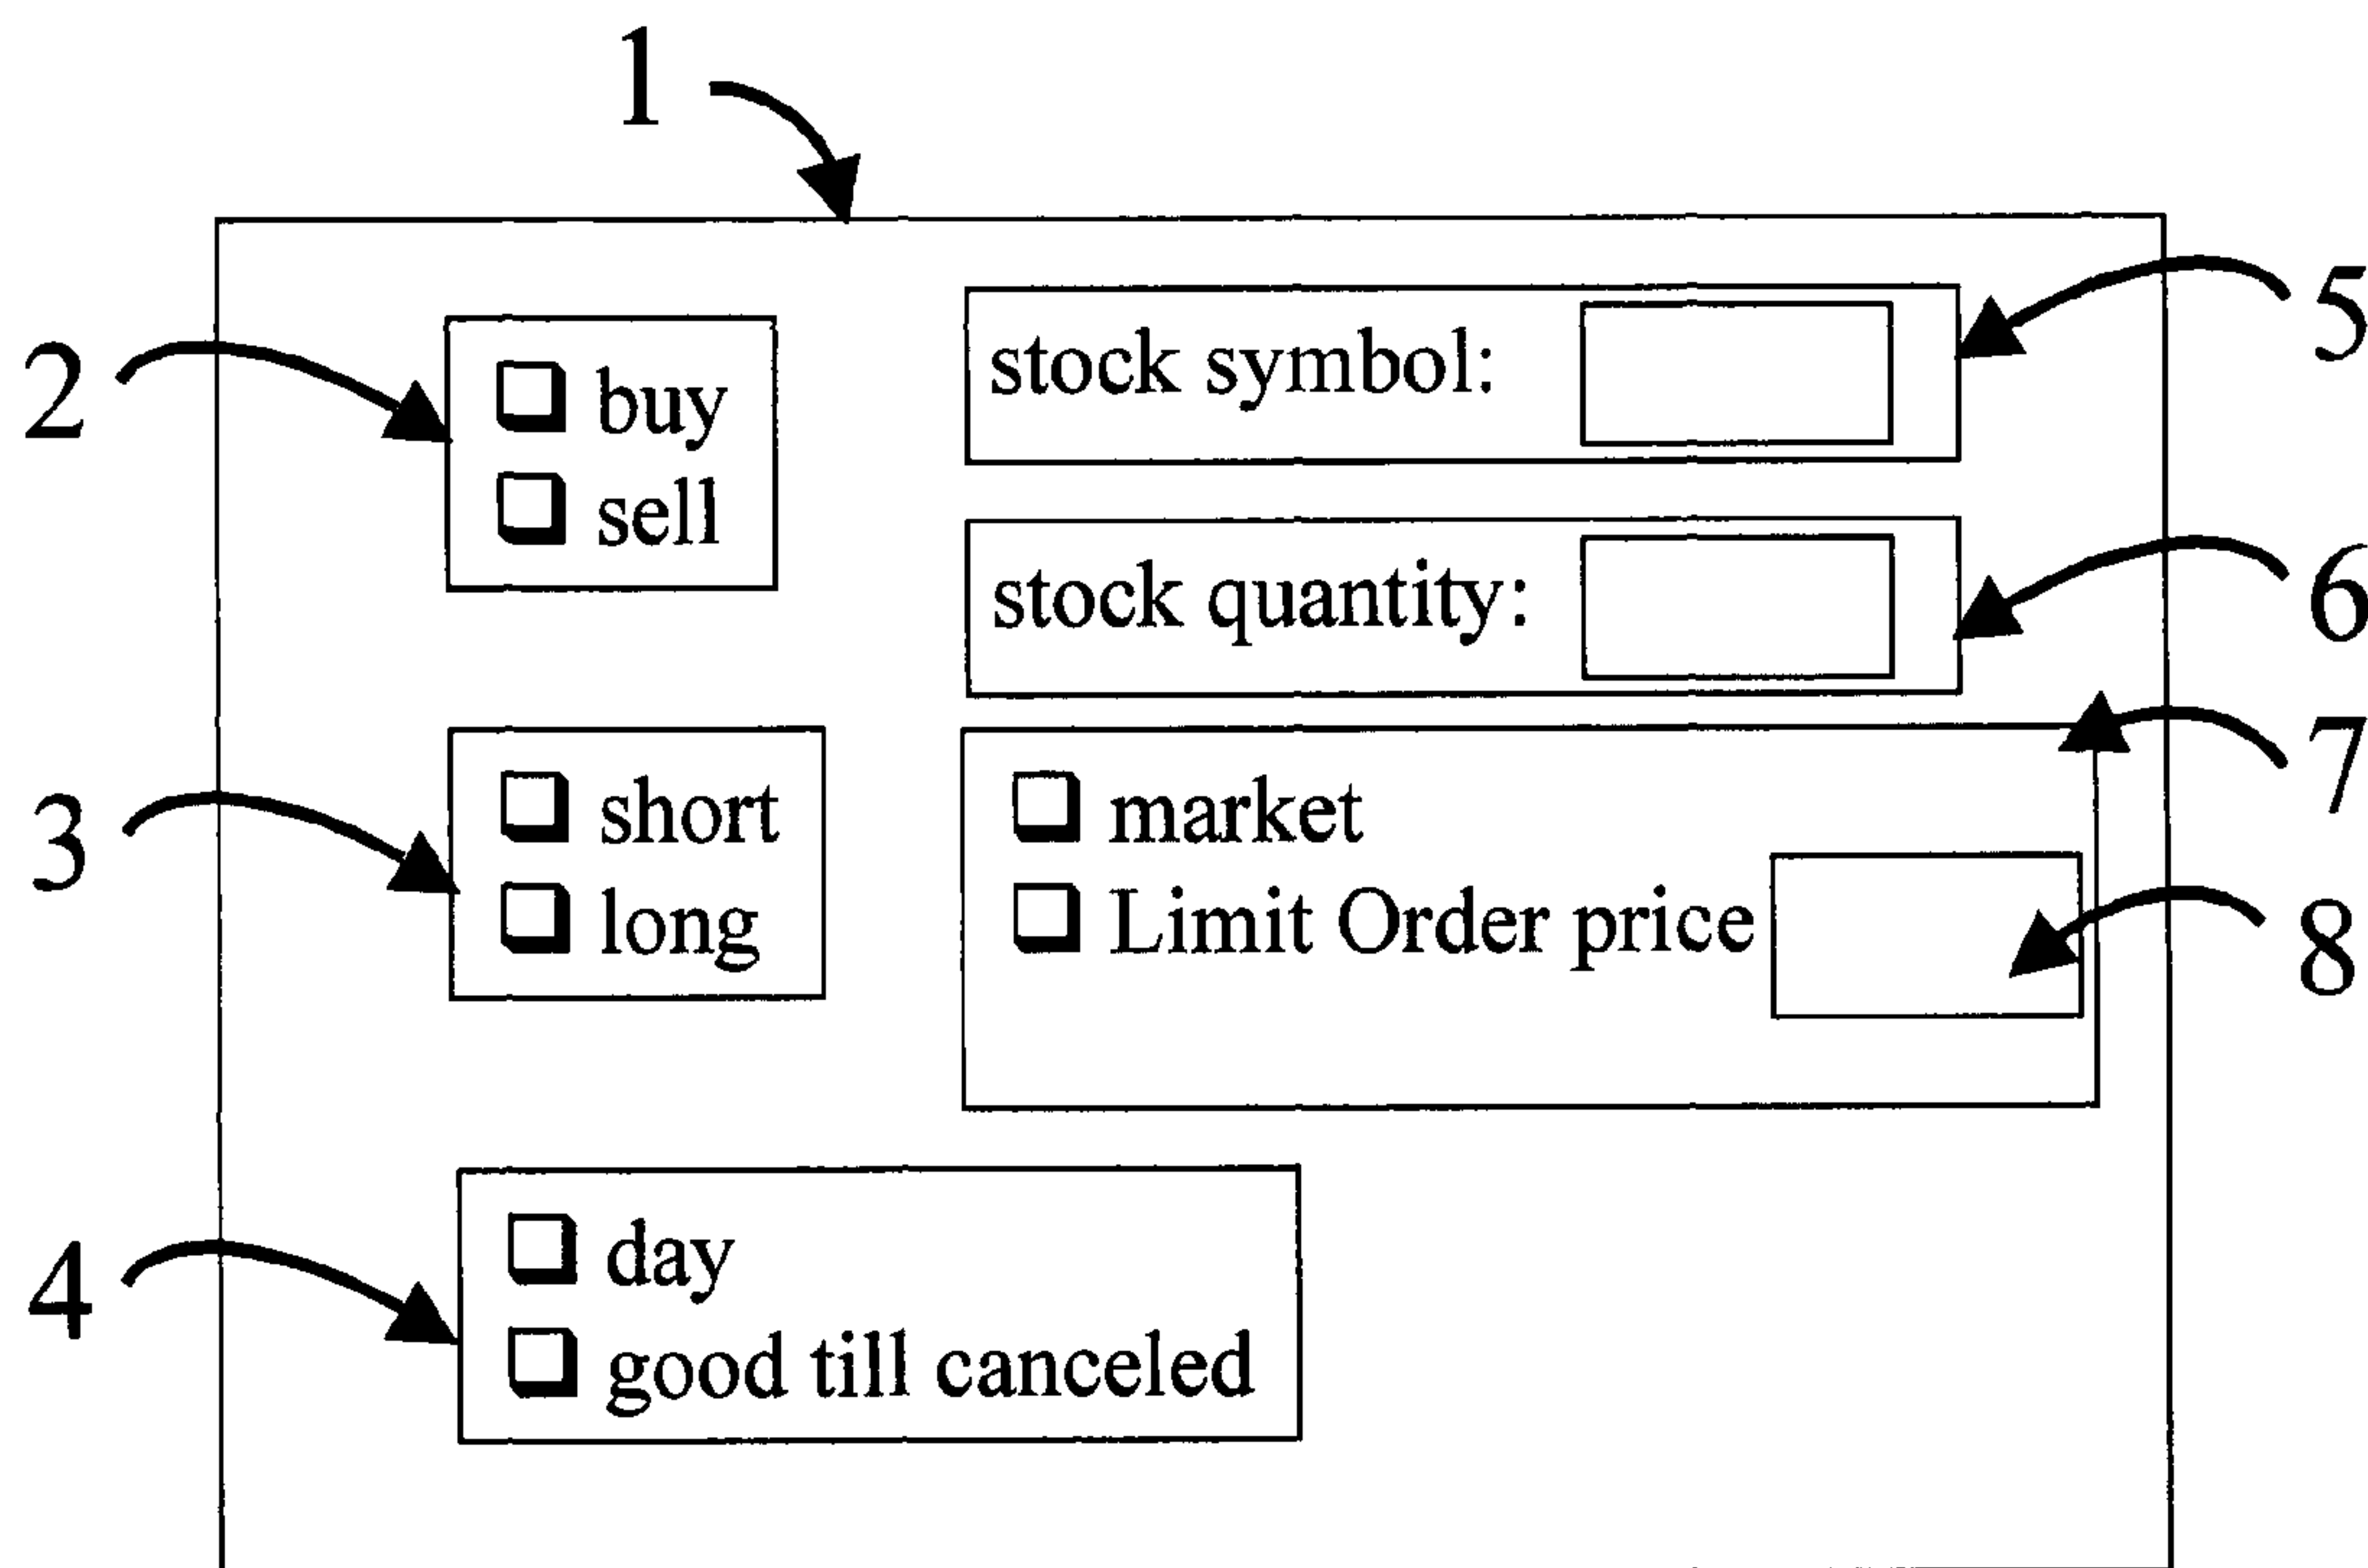 1
2
buy
sell
stock symbol:
5
stock quantity:
6
3
short
long
market
Limit Order price
7
8
4
day
good till canceled